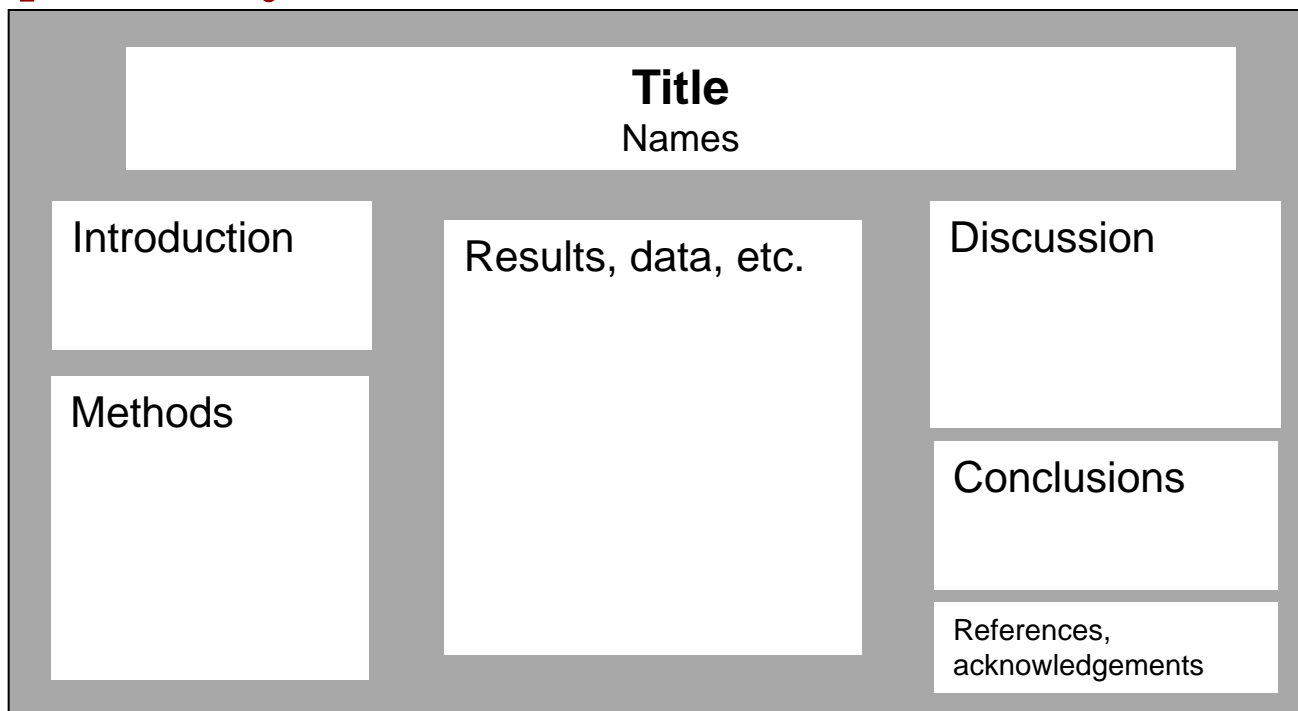 Title
Names
Introduction
Methods
Results, data, etc.
Discussion
Conclusions
References,
acknowledgements